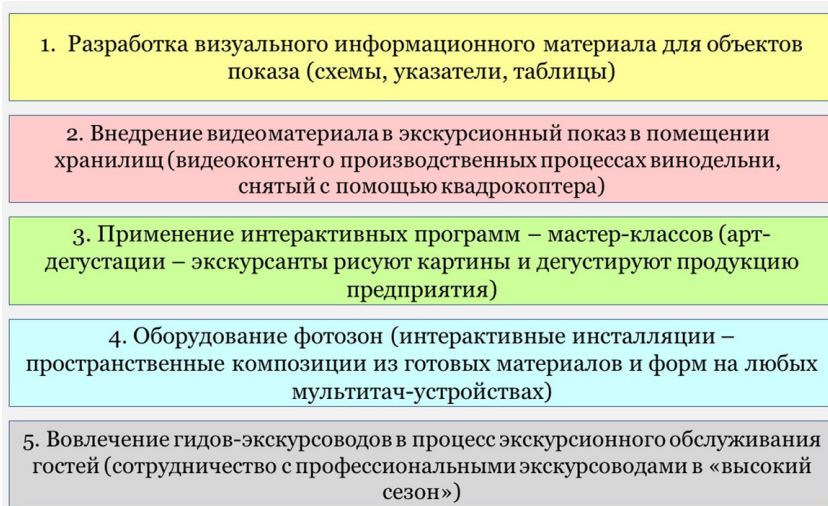 1. Разработка визуального информационного материала для объектов
показа (схемы, указатели, таблицы)
2. Внедрение видеоматериала в экскурсионный показ в помещении
хранилищ (видеоконтент о производственных процессах винодельни,
снятый с помощью квадрокоптера)
3. Применение интерактивных программ – мастер-классов (арт-
дегустации – экскурсанты рисуют картины и дегустируют продукцию
предприятия)
4. Оборудование фотозон (интерактивные инсталляции –
пространственные композиции из готовых материалов и форм на любых
мультитач-устройствах)
5. Вовлечение гидов-экскурсоводов в процесс экскурсионного обслуживания
гостей (сотрудничество с профессиональными экскурсоводами в «высокий
сезон»)